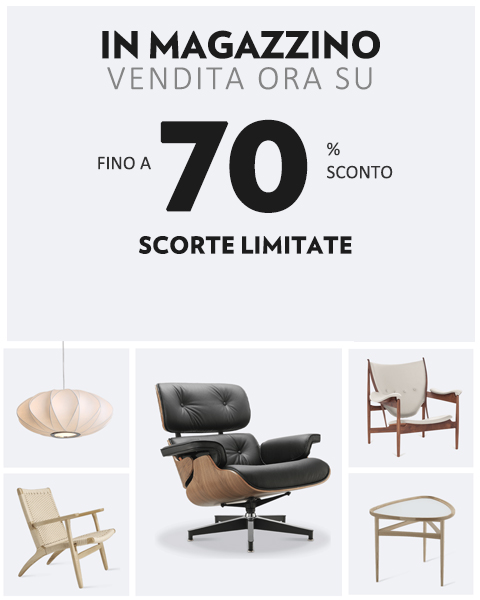 IN MAGAZZINO
VENDITA ORA SU
FINO A 70 % SCONTO
SCORTE LIMITATE